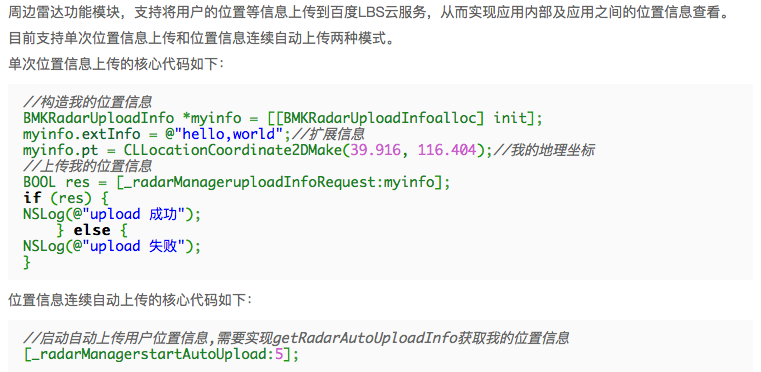 周边雷达功能模块，支持将用户的位置等信息上传到百度LBS云服务，从而实现应用内部及应用之间的位置信息查看。
目前支持单次位置信息上传和位置信息连续自动上传两种模式。
单次位置信息上传的核心代码如下：
//构造我的位置信息
BMKRadarUploadInfo *myinfo = [[BMKRadarUploadInfoalloc] init];
myinfo.extInfo = @"hello,world";//扩展信息
myinfo.pt = CLLocationCoordinate2DMake(39.916, 116.404);//我的地理坐标
//上传我的位置信息
BOOL res = [_radarManageruploadInfoRequest:myinfo];
if (res) {
NSLog(@"upload 成功");
    } else {
NSLog(@"upload 失败");
}
位置信息连续自动上传的核心代码如下：
//启动自动上传用户位置信息,需要实现getRadarAutoUploadInfo获取我的位置信息
[_radarManagerstartAutoUpload:5];